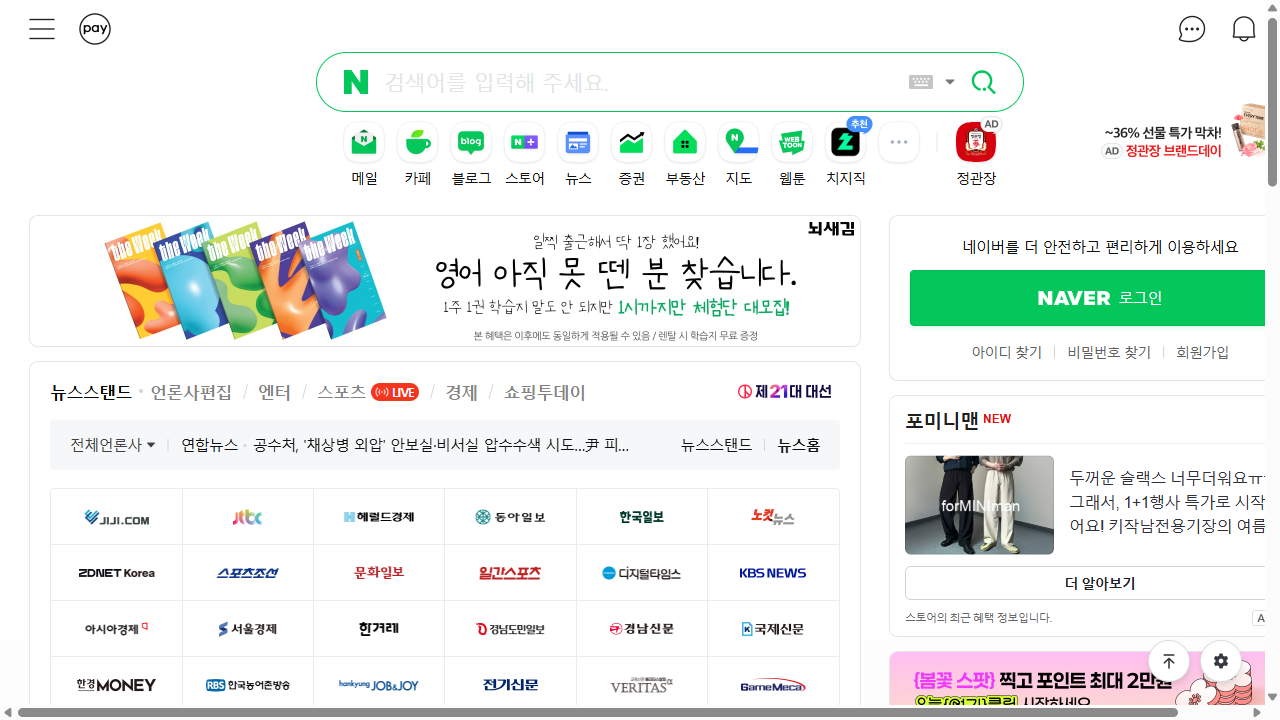 pay
N 검색어를 입력해 주세요.
메일
카페
blog
블로그
N+
스토어
뉴스
증권
부동산
N
지도
WEB TOON
웹툰
추천
치지직
AD
정관장
~36% 선물 특가 막차!
AD 정관장 브랜드데이
the Week the Week the Week the Week the Week
뇌새김
일찍 출근해서 딱 1장 했어요!
영어 아직 못 뗀 분 찾습니다.
1주 1권 학습지 말도 안 되지만 1시까지만 체험단 대모집!
본 혜택은 이후에도 동일하게 적용될 수 있음 / 렌탈 시 학습지 무료 증정
네이버를 더 안전하고 편리하게 이용하세요
NAVER 로그인
아이디 찾기 비밀번호 찾기 회원가입
뉴스스탠드 언론사편집 엔터 스포츠 LIVE 경제 쇼핑투데이 제21대 대선
전체언론사 연합뉴스 공수처, '채상병 외압' 안보실·비서실 압수수색 시도...尹 피... 뉴스스탠드 뉴스홈
JIJI.COM jtbc 헤럴드경제 동아일보 한국일보 노컷뉴스
ZDNET Korea 스포츠조선 문화일보 일간스포츠 디지털타임스 KBS NEWS
아시아경제 서울경제 한겨레 경남도민일보 경남신문 국제신문
한경MONEY RBS 한국농어촌방송 hankyung JOB&JOY 전기신문 VERITAS GameMeca
포미니맨 NEW
forMINIman
두꺼운 슬랙스 너무더워요ㅠ
그래서, 1+1행사 특가로 시작
어요! 키작남전용기장의 여름
더 알아보기
스토어의 최근 혜택 정보입니다.
{봄꽃 스팟} 찍고 포인트 최대 2만원
시작하세요